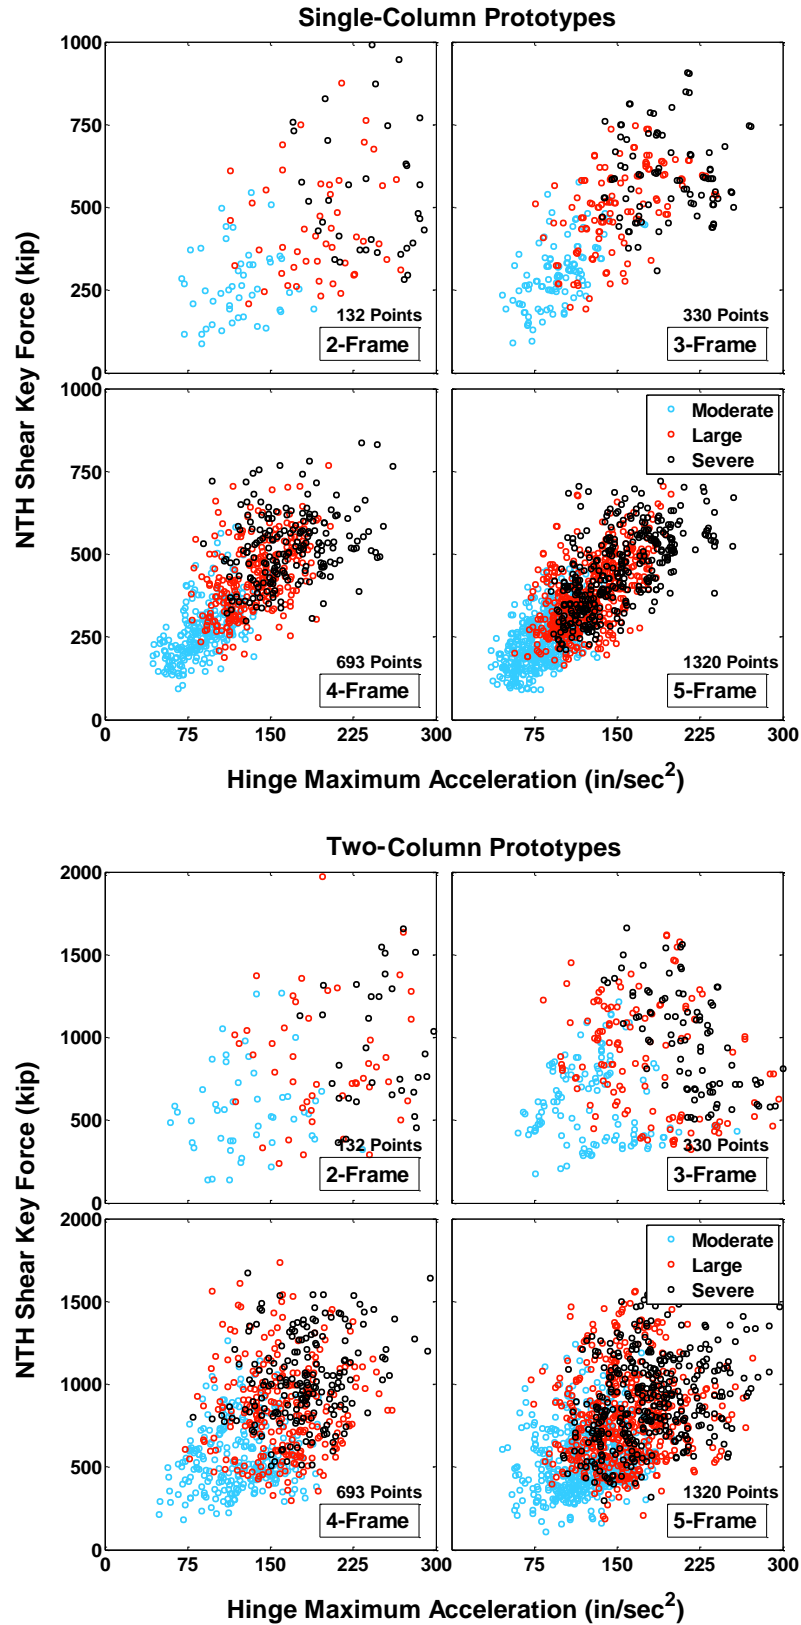 Single-Column Prototypes
NTH Shear Key Force (kip)
1000
750
500
250
0
132 Points
2-Frame
330 Points
3-Frame
1000
750
500
250
0
693 Points
4-Frame
Moderate
Large
Severe
1320 Points
5-Frame
0 75 150 225 300 75 150 225 300
Hinge Maximum Acceleration (in/sec²)
Two-Column Prototypes
NTH Shear Key Force (kip)
2000
1500
1000
500
0
132 Points
2-Frame
330 Points
3-Frame
2000
1500
1000
500
0
693 Points
4-Frame
Moderate
Large
Severe
1320 Points
5-Frame
0 75 150 225 300 75 150 225 300
Hinge Maximum Acceleration (in/sec²)